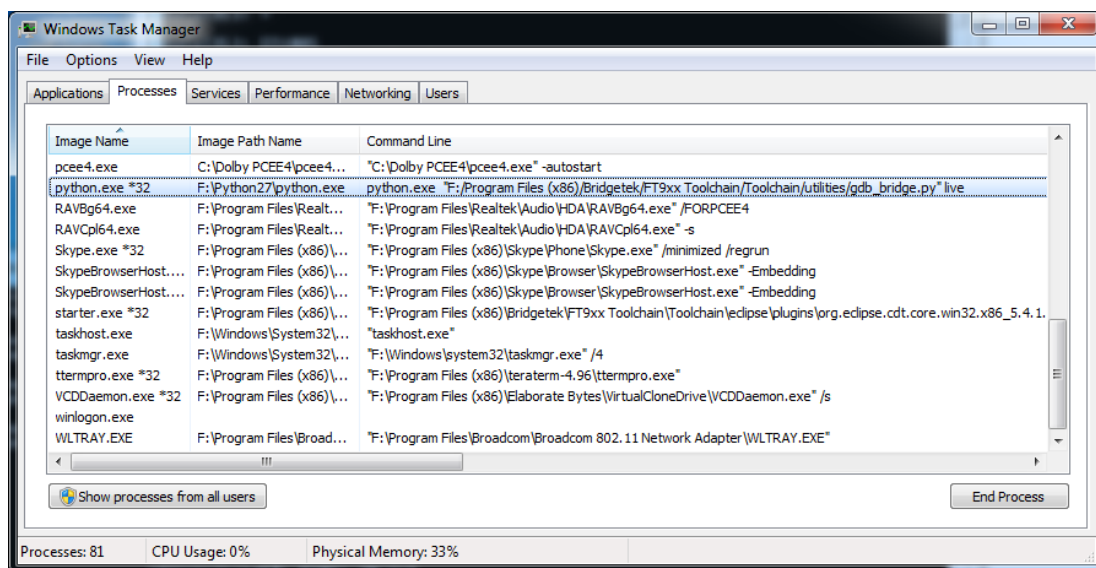 Windows Task Manager
File Options View Help
Applications Processes Services Performance Networking Users
Image Name Image Path Name Command Line
pcee4.exe C:\Dolby PCEE4\pcee4... "C:\Dolby PCEE4\pcee4.exe" -autostart
python.exe *32 F:\Python27\python.exe python.exe "F:/Program Files (x86)/Bridgetek/FT9xx Toolchain/Toolchain/utilities/gdb_bridge.py" live
RAVBg64.exe F:\Program Files\Realt... "F:\Program Files\Realtek\Audio\HDA\RAVBg64.exe" /FORPCEE4
RAVCpl64.exe F:\Program Files\Realt... "F:\Program Files\Realtek\Audio\HDA\RAVCpl64.exe" -s
Skype.exe *32 F:\Program Files (x86)\... "F:\Program Files (x86)\Skype\Phone\Skype.exe" /minimized /regrun
SkypeBrowserHost.... F:\Program Files (x86)\... "F:\Program Files (x86)\Skype\Browser\SkypeBrowserHost.exe" -Embedding
SkypeBrowserHost.... F:\Program Files (x86)\... "F:\Program Files (x86)\Skype\Browser\SkypeBrowserHost.exe" -Embedding
starter.exe *32 F:\Program Files (x86)\... "F:\Program Files (x86)\Bridgetek\FT9xx Toolchain\Toolchain\eclipse\plugins\org.eclipse.cdt.core.win32.x86_5.4.1.
taskhost.exe F:\Windows\System32\... "taskhost.exe"
taskmgr.exe F:\Windows\System32\... "F:\Windows\system32\taskmgr.exe" /4
ttermpro.exe *32 F:\Program Files (x86)\... "F:\Program Files (x86)\teraterm-4.96\ttermpro.exe"
VCDDaemon.exe *32 F:\Program Files (x86)\... "F:\Program Files (x86)\Elaborate Bytes\VirtualCloneDrive\VCDDaemon.exe" /s
winlogon.exe
WLTRAY.EXE F:\Program Files\Broad... "F:\Program Files\Broadcom\Broadcom 802.11 Network Adapter\WLTRAY.EXE"
Show processes from all users End Process
Processes: 81 CPU Usage: 0% Physical Memory: 33%